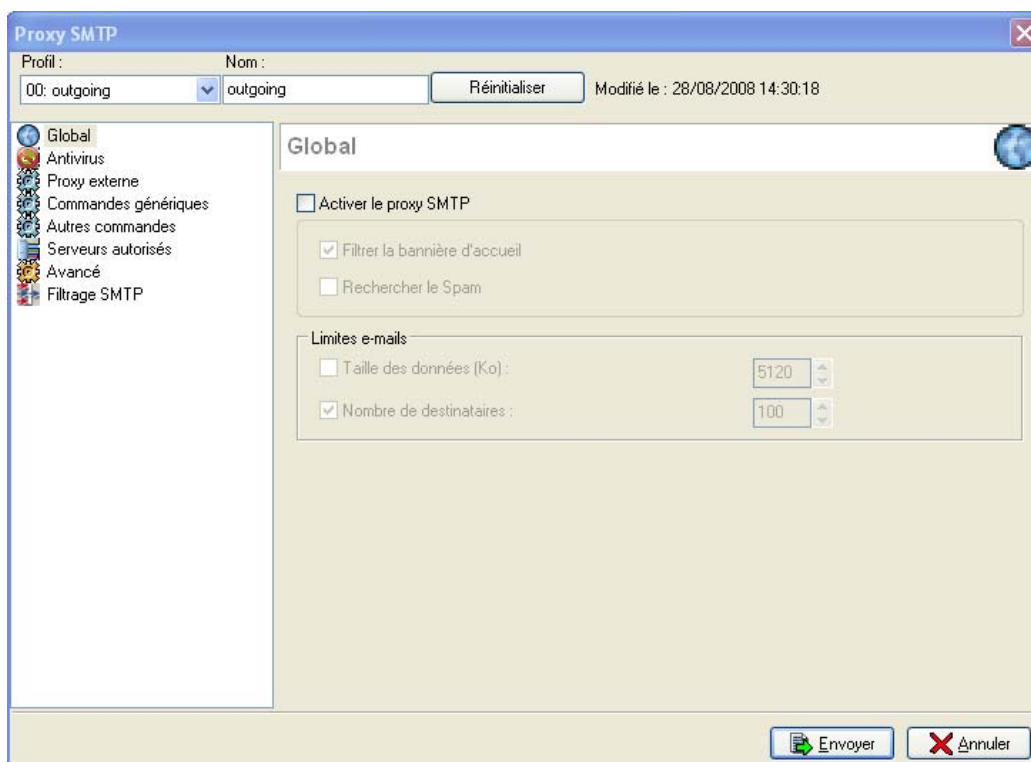 Proxy SMTP
Profil :
Nom :
00: outgoing
outgoing
Réinitialiser
Modifié le : 28/08/2008 14:30:18
Global
Antivirus
Proxy externe
Commandes génériques
Autres commandes
Serveurs autorisés
Avancé
Filtrage SMTP
Global
Activer le proxy SMTP
Filtrer la bannière d'accueil
Rechercher le Spam
Limites e-mails
Taille des données (Ko) :
5120
Nombre de destinataires :
100
Envoyer
Annuler